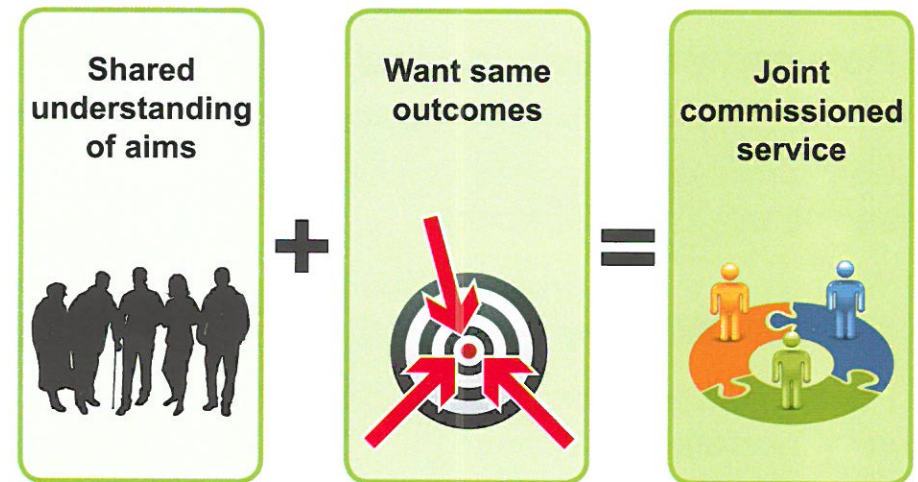 Shared
understanding
of aims
+
Want same
outcomes
=
Joint
commissioned
service